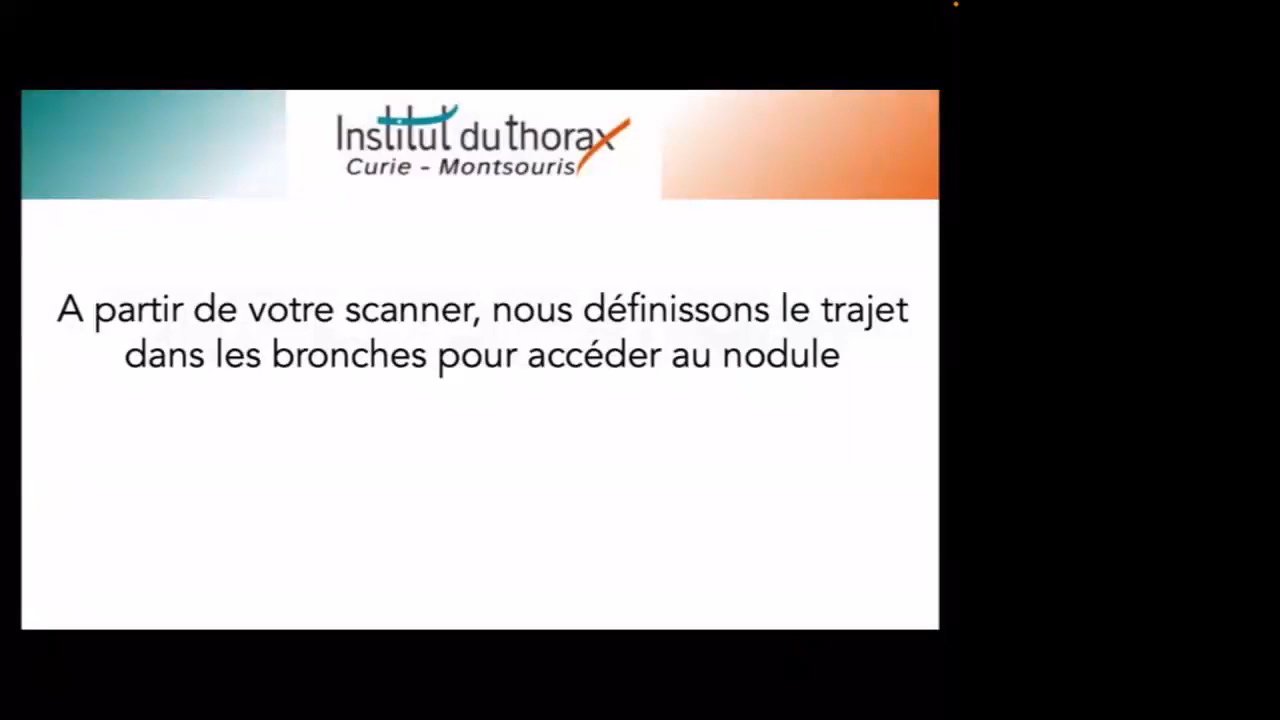 Institut du thorax
Curie - Montsouris
A partir de votre scanner, nous définissons le trajet
dans les bronches pour accéder au nodule